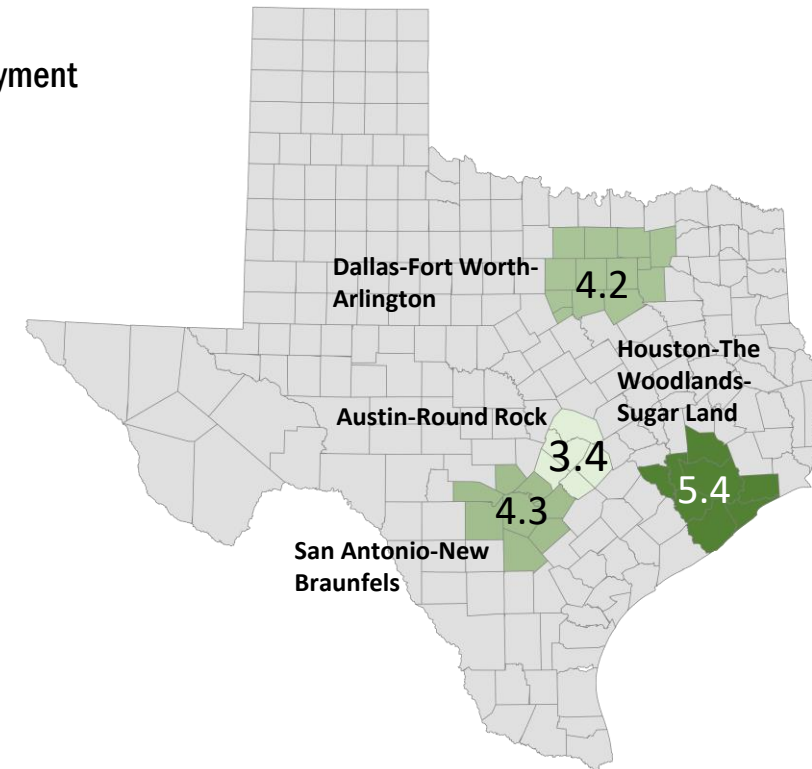 Dallas-Fort Worth-
Arlington
4.2
Houston-The
Woodlands-
Sugar Land
Austin-Round Rock
3.4
5.4
4.3
San Antonio-New
Braunfels